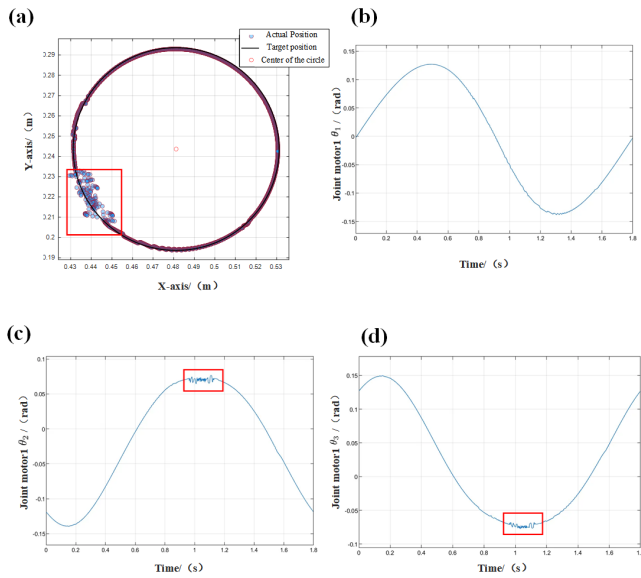 (a)
Actual Position
Target position
Center of the circle
0.29
0.28
0.27
0.26
0.25
0.24
0.23
0.22
0.21
0.2
0.19
Y-axis/（m）
0.43 0.44 0.45 0.46 0.47 0.48 0.49 0.5 0.51 0.52 0.53
X-axis/（m）
(b)
0.15
0.1
0.05
0
-0.05
-0.1
-0.15
Joint motor1 θ1 /（rad）
0 0.2 0.4 0.6 0.8 1 1.2 1.4 1.6 1.8
Time/（s）
(c)
0.1
0.05
0
-0.05
-0.1
-0.15
Joint motor1 θ2 /（rad）
0 0.2 0.4 0.6 0.8 1 1.2 1.4 1.6 1.8
Time/（s）
(d)
0.15
0.1
0.05
0
-0.05
-0.1
Joint motor1 θ3 /（rad）
0 0.2 0.4 0.6 0.8 1 1.2 1.4 1.6 1.8
Time/（s）